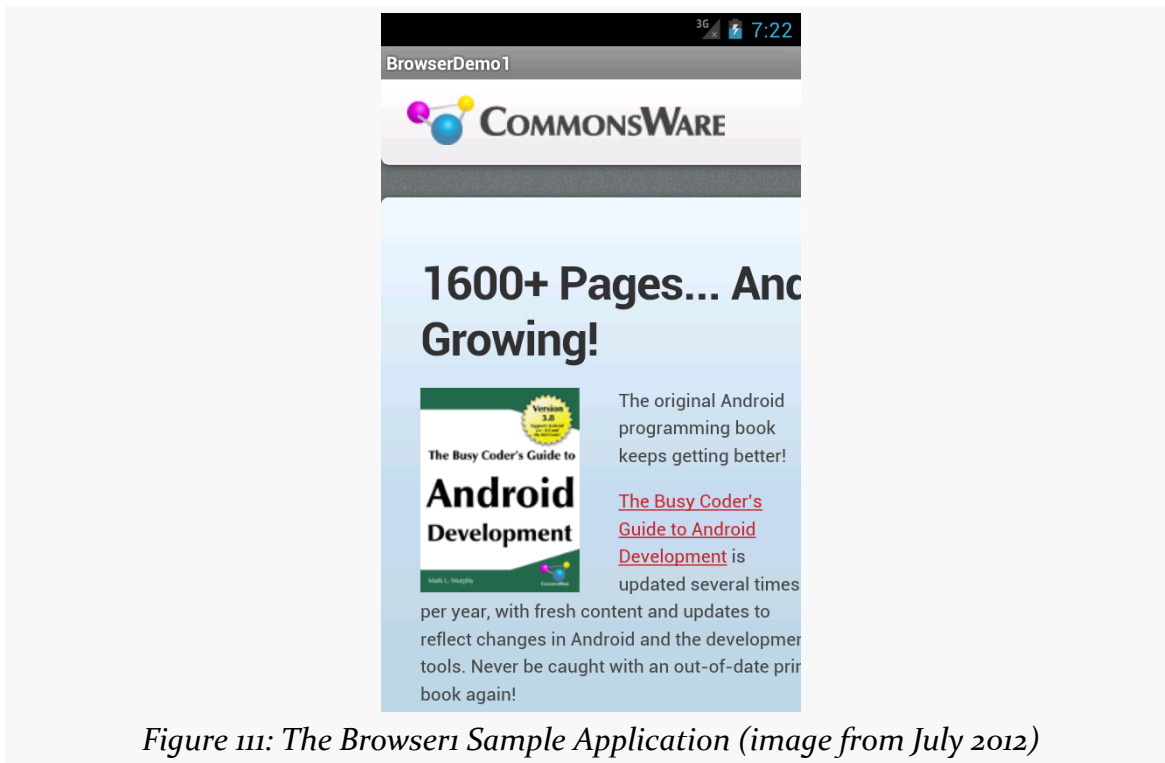 3G 7:22
BrowserDemo1
COMMONSWARE
1600+ Pages... And
Growing!
Version
3.8
The Busy Coder's Guide to
Android
Development
Mark L. Murphy
CommonsWare
The original Android
programming book
keeps getting better!
The Busy Coder's
Guide to Android
Development is
updated several times
per year, with fresh content and updates to
reflect changes in Android and the developmen
tools. Never be caught with an out-of-date prin
book again!
Figure 111: The Browser1 Sample Application (image from July 2012)